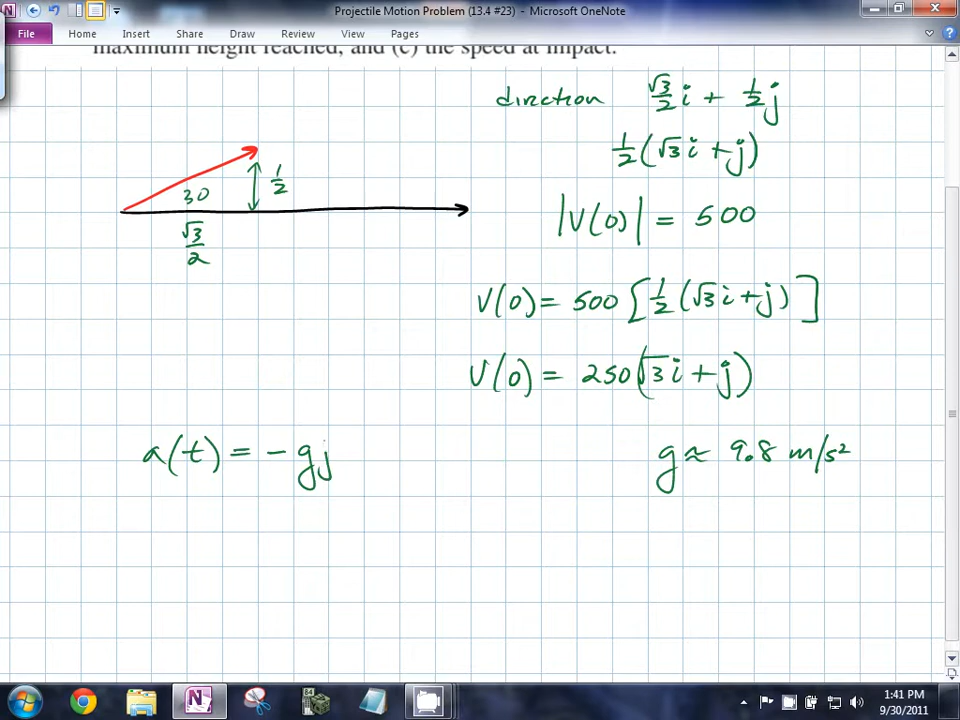 Projectile Motion Problem (13.4 #23) - Microsoft OneNote
File Home Insert Share Draw Review View Pages
maximum height reached, and (c) the speed at impact.
direction √3/2 i + 1/2 j
1/2 (√3 i + j)
30
1/2
√3/2
|V(0)| = 500
V(0) = 500 [1/2 (√3 i + j)]
V(0) = 250(√3 i + j)
a(t) = -gj
g ≈ 9.8 m/s²
1:41 PM
9/30/2011